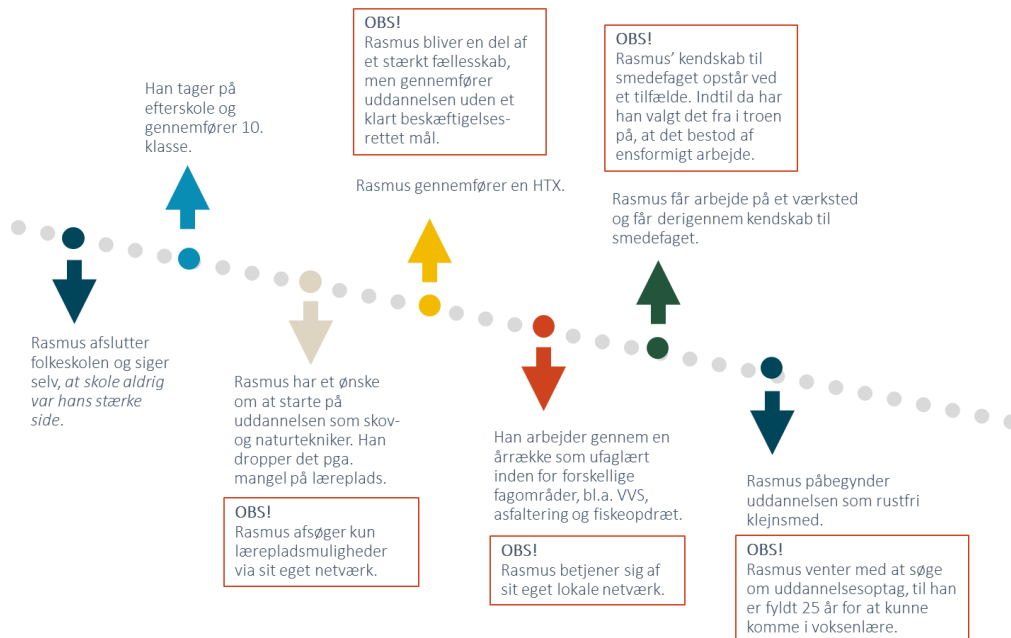 Rasmus afslutter
folkeskolen og siger
selv, at skole aldrig
var hans stærke
side.
Han tager på
efterskole og
gennemfører 10.
klasse.
Rasmus har et ønske
om at starte på
uddannelsen som skov-
og naturtekniker. Han
dropper det pga.
mangel på læreplads.
OBS!
Rasmus afsøger kun
lærepladsmuligheder
via sit eget netværk.
OBS!
Rasmus bliver en del af
et stærkt fællesskab,
men gennemfører
uddannelsen uden et
klart beskæftigelses-
rettet mål.
Rasmus gennemfører en HTX.
Han arbejder gennem en
årrække som ufaglært
inden for forskellige
fagområder, bl.a. VVS,
asfaltering og fiskeopdræt.
OBS!
Rasmus betjener sig af
sit eget lokale netværk.
OBS!
Rasmus’ kendskab til
smedefaget opstår ved
et tilfælde. Indtil da har
han valgt det fra i troen
på, at det bestod af
ensformigt arbejde.
Rasmus får arbejde på et værksted
og får derigennem kendskab til
smedefaget.
Rasmus påbegynder
uddannelsen som rustfri
klejnsmed.
OBS!
Rasmus venter med at søge
om uddannelsesoptag, til han
er fyldt 25 år for at kunne
komme i voksenlære.